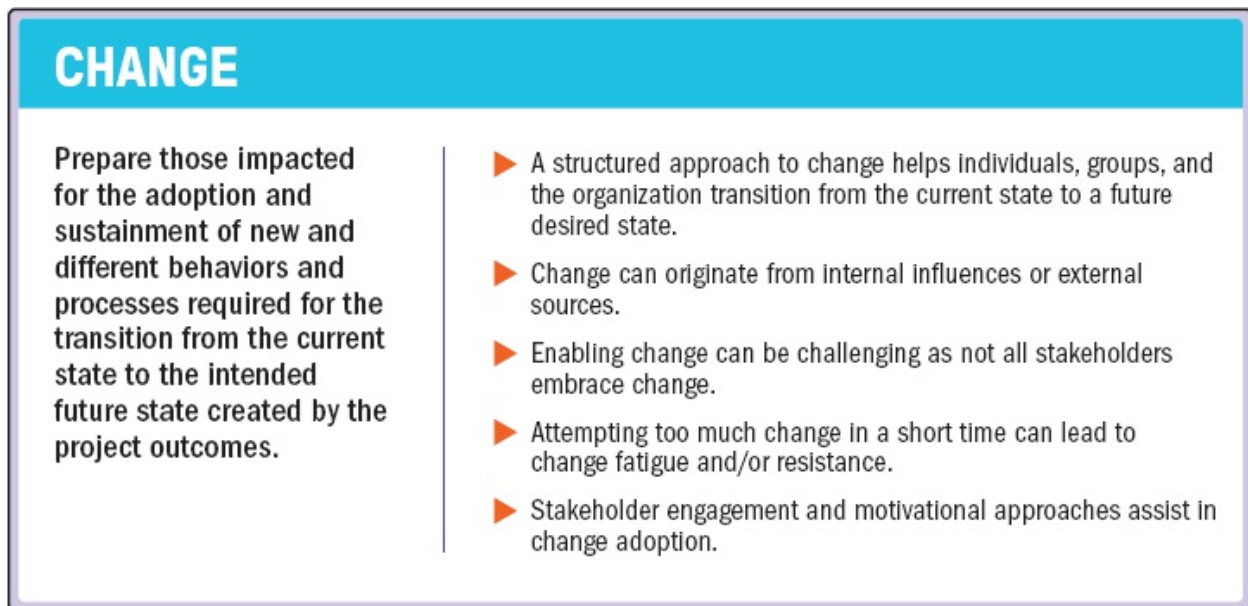 CHANGE
Prepare those impacted
for the adoption and
sustainment of new and
different behaviors and
processes required for the
transition from the current
state to the intended
future state created by the
project outcomes.
A structured approach to change helps individuals, groups, and
the organization transition from the current state to a future
desired state.
Change can originate from internal influences or external
sources.
Enabling change can be challenging as not all stakeholders
embrace change.
Attempting too much change in a short time can lead to
change fatigue and/or resistance.
Stakeholder engagement and motivational approaches assist in
change adoption.